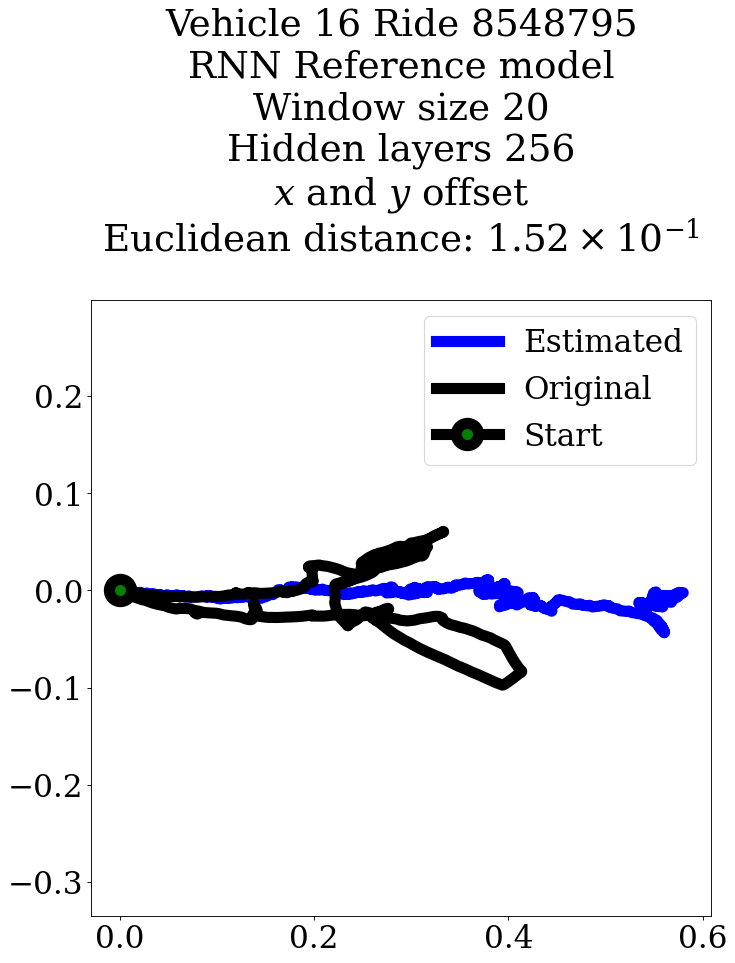 Vehicle 16 Ride 8548795
RNN Reference model
Window size 20
Hidden layers 256
x and y offset
Euclidean distance: 1.52 × 10⁻¹
Estimated
Original
Start
0.2
0.1
0.0
−0.1
−0.2
−0.3
0.0 0.2 0.4 0.6